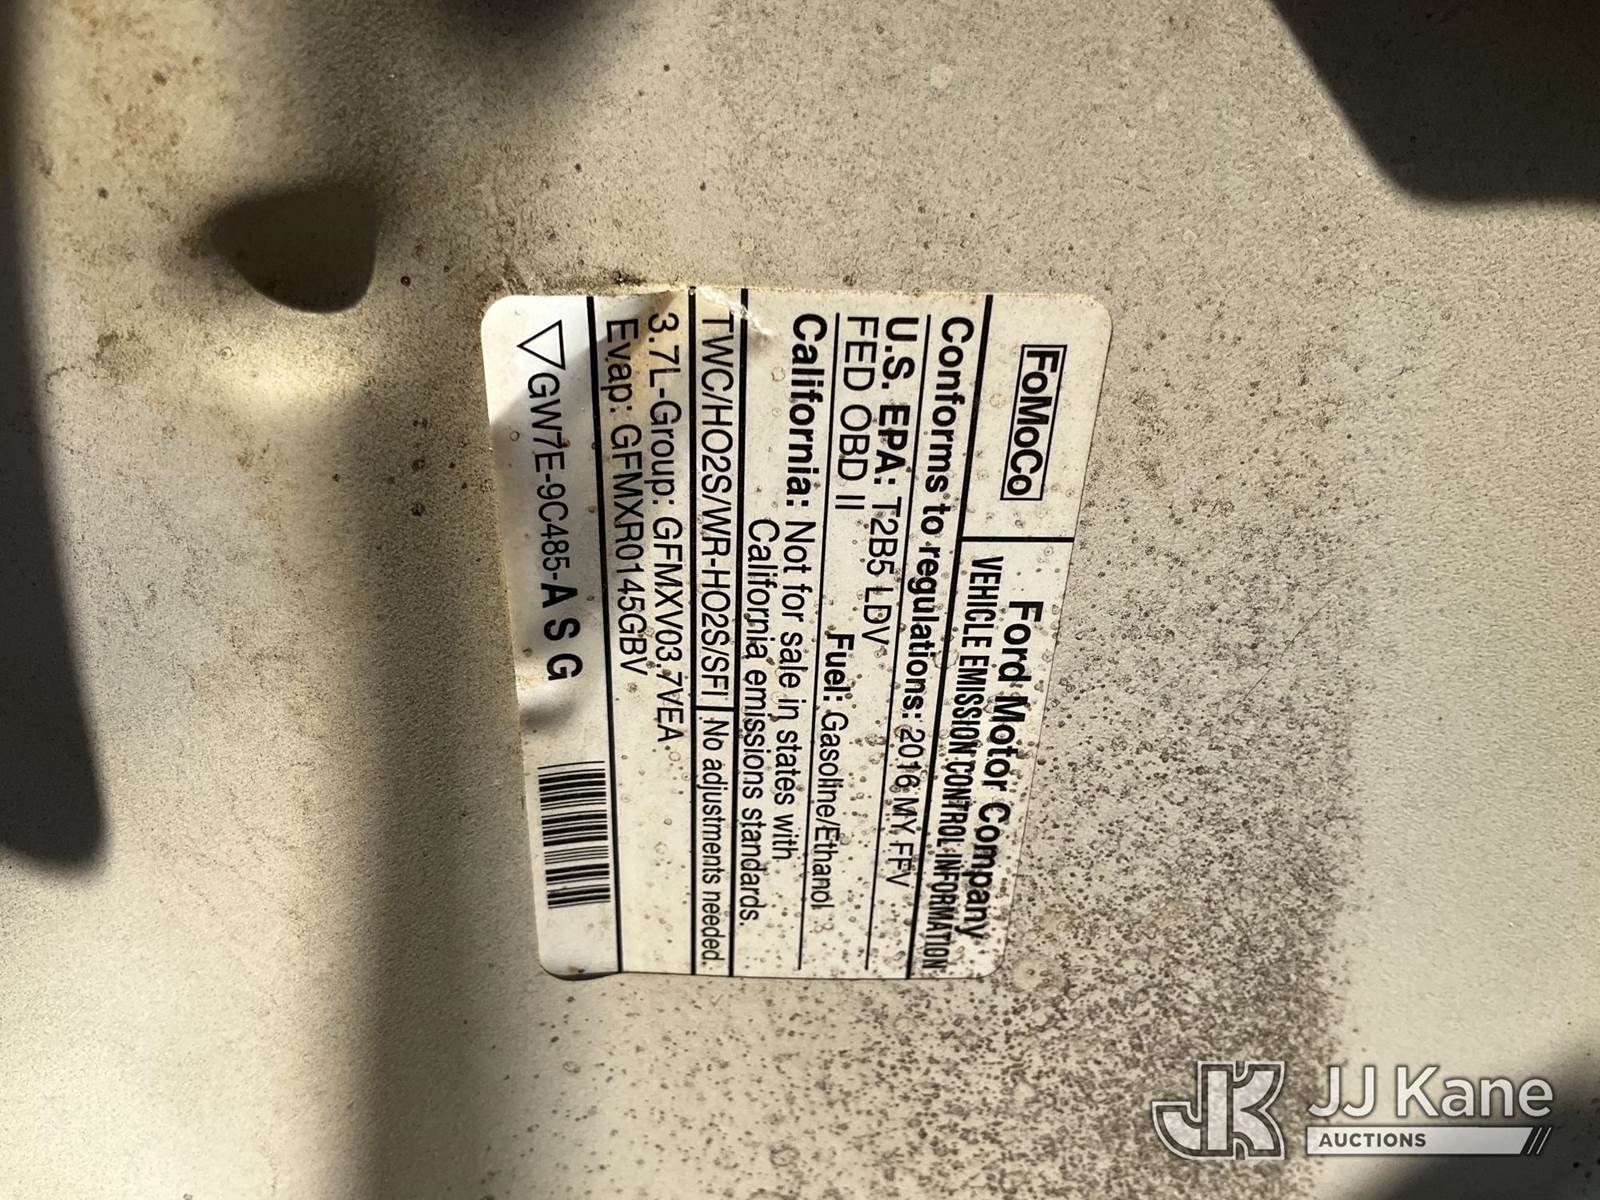 FoMoCo
Ford Motor Company
VEHICLE EMISSION CONTROL INFORMATION
Conforms to regulations: 2016 MY FFV
U.S. EPA: T2B5 LDV
FED OBD II Fuel: Gasoline/Ethanol
California: Not for sale in states with
California emissions standards.
TWC/HO2S/WR-HO2S/SFI No adjustments needed.
3.7L-Group: GFMXV03.7VEA
Evap: GFMXR0145GBV
GW7E-9C485-A S G
JK
JJ Kane
AUCTIONS